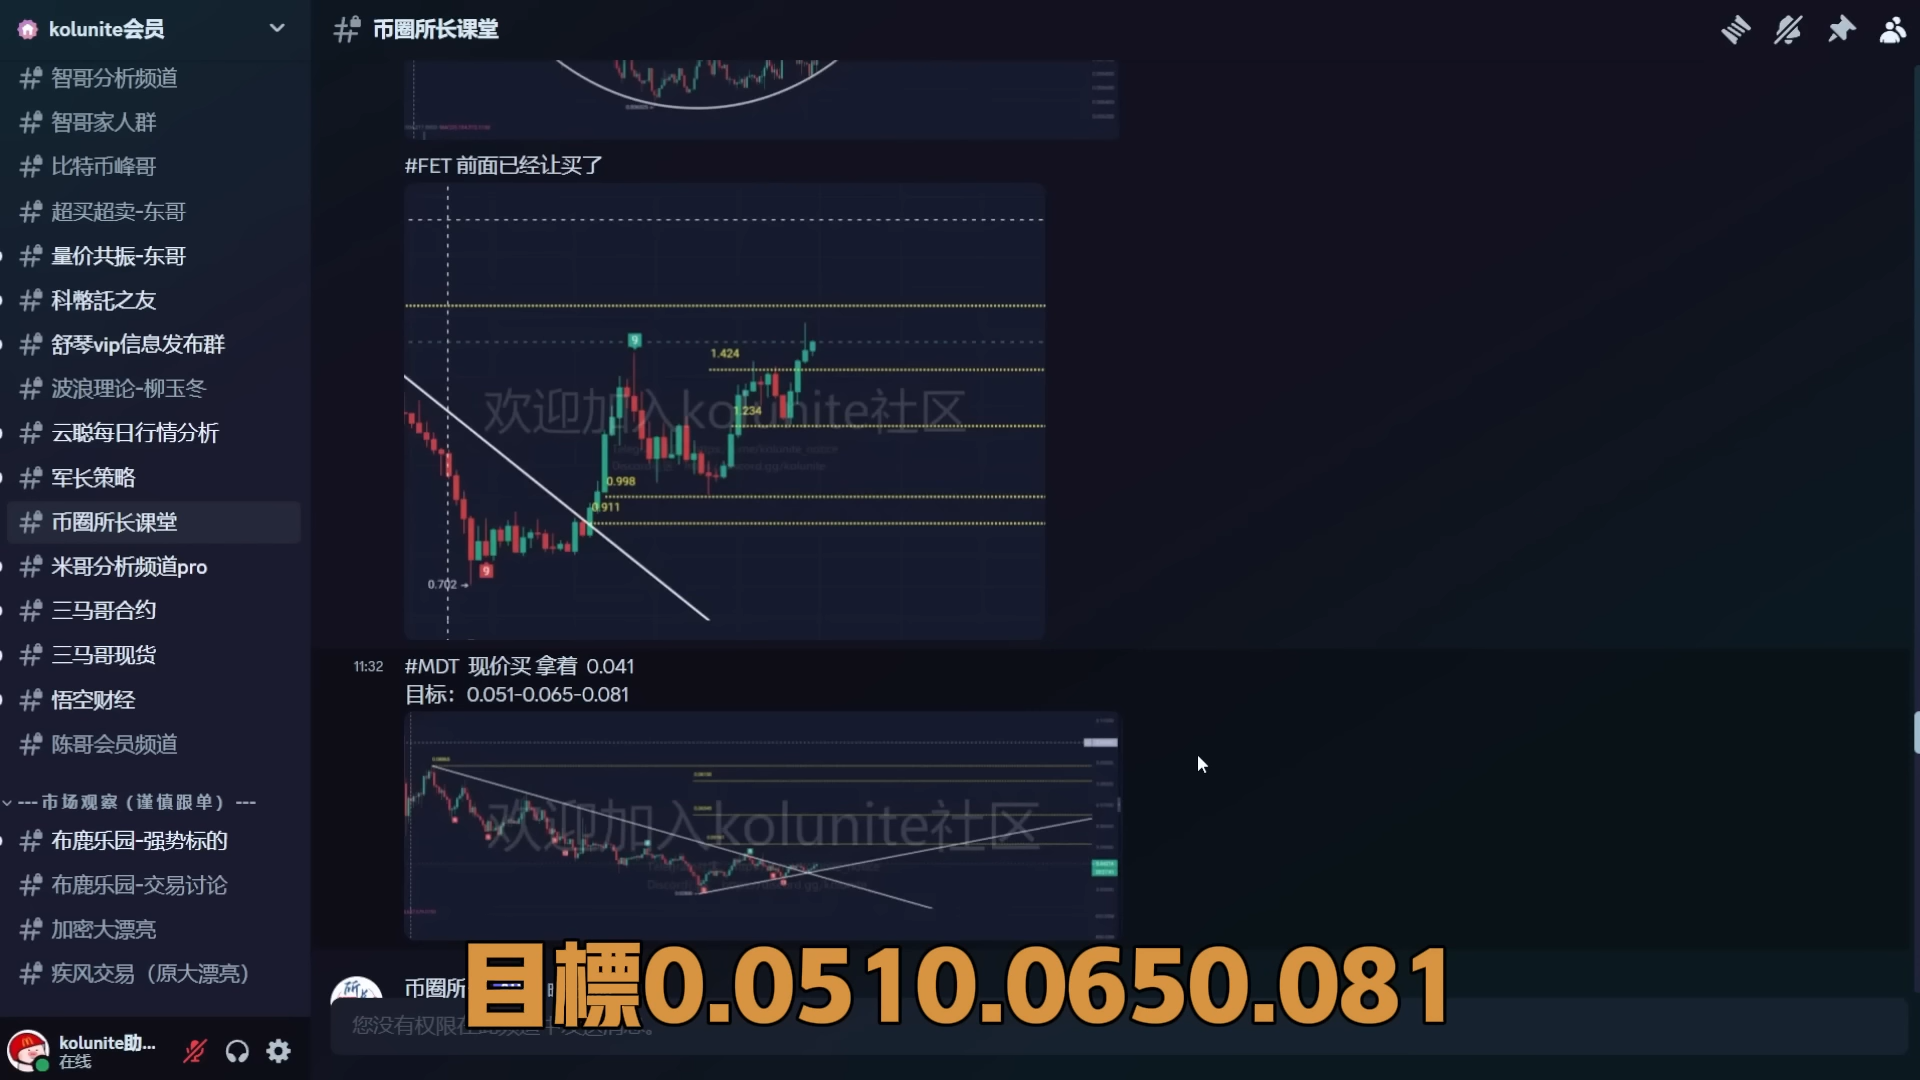 kolunite会员
智哥分析频道
智哥家人群
比特币峰哥
超买超卖-东哥
量价共振-东哥
科幣託之友
舒琴vip信息发布群
波浪理论-柳玉冬
云聪每日行情分析
军长策略
币圈所长课堂
米哥分析频道pro
三马哥合约
三马哥现货
悟空财经
陈哥会员频道
--- 市场观察（谨慎跟单） ---
布鹿乐园-强势标的
布鹿乐园-交易讨论
加密大漂亮
疾风交易（原大漂亮）
kolunite助...
在线
币圈所长课堂
#FET 前面已经让买了
9
1.424
欢迎加入kolunite社区
1.234
0.998
0.911
9
0.702
11:32
#MDT 现价买 拿着 0.041
目标：0.051-0.065-0.081
欢迎加入kolunite社区
币圈所
目標0.0510.0650.081
您没有权限在